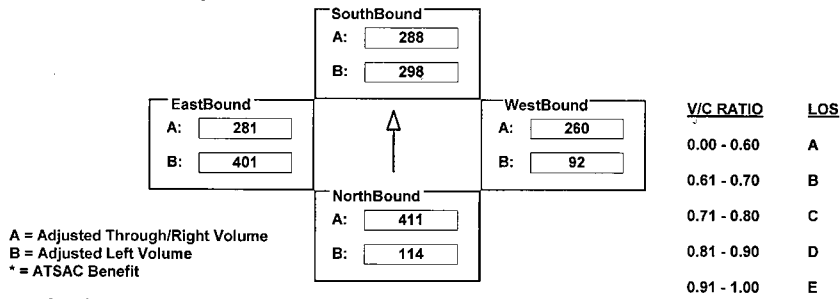 SouthBound
A: 288
B: 298
EastBound
A: 281
B: 401
WestBound
A: 260
B: 92
NorthBound
A: 411
B: 114
A = Adjusted Through/Right Volume
B = Adjusted Left Volume
* = ATSAC Benefit
V/C RATIO LOS
0.00 - 0.60 A
0.61 - 0.70 B
0.71 - 0.80 C
0.81 - 0.90 D
0.91 - 1.00 E